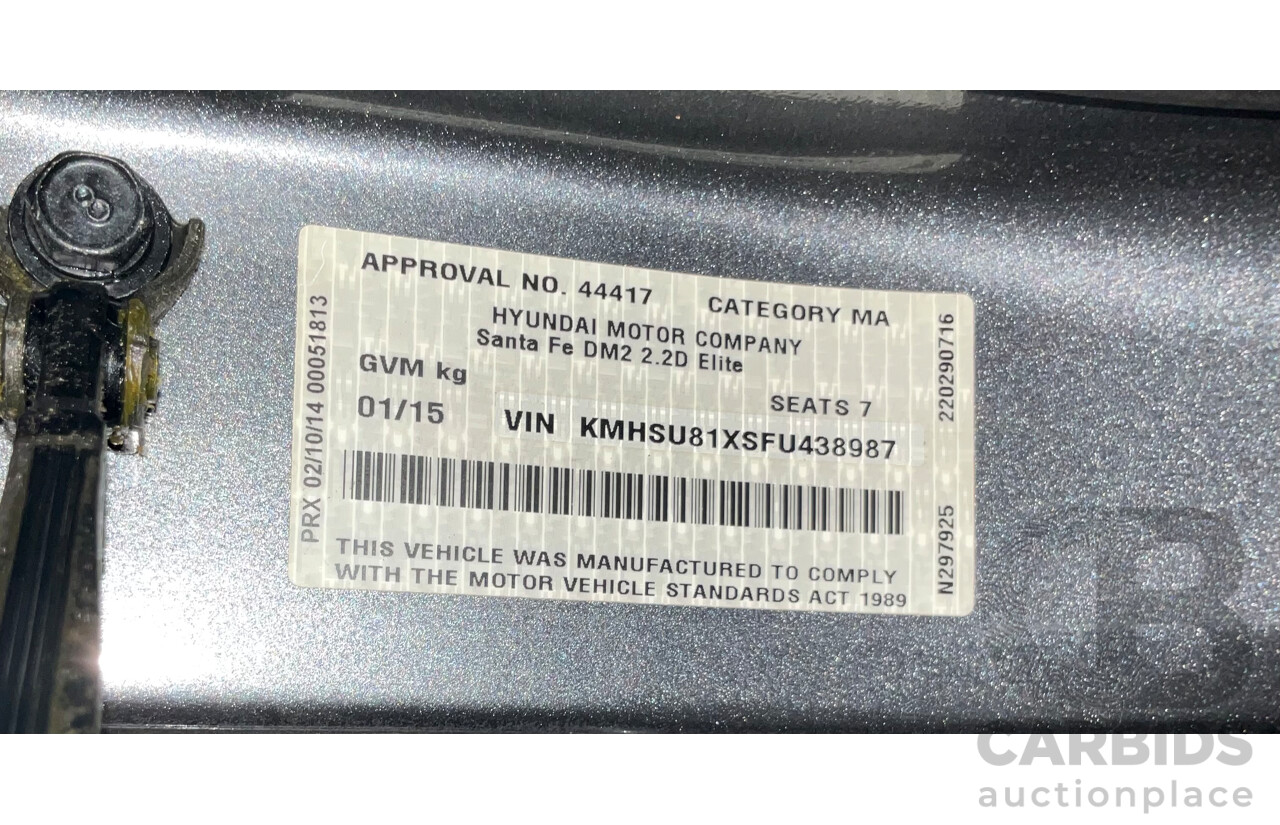 APPROVAL NO. 44417 CATEGORY MA
HYUNDAI MOTOR COMPANY
Santa Fe DM2 2.2D Elite
GVM kg
SEATS 7
01/15 VIN KMHSU81XSFU438987
THIS VEHICLE WAS MANUFACTURED TO COMPLY
WITH THE MOTOR VEHICLE STANDARDS ACT 1989
PRX 02/10/14 00051813
N297925 220290716
8
CARBIDS
auctionplace